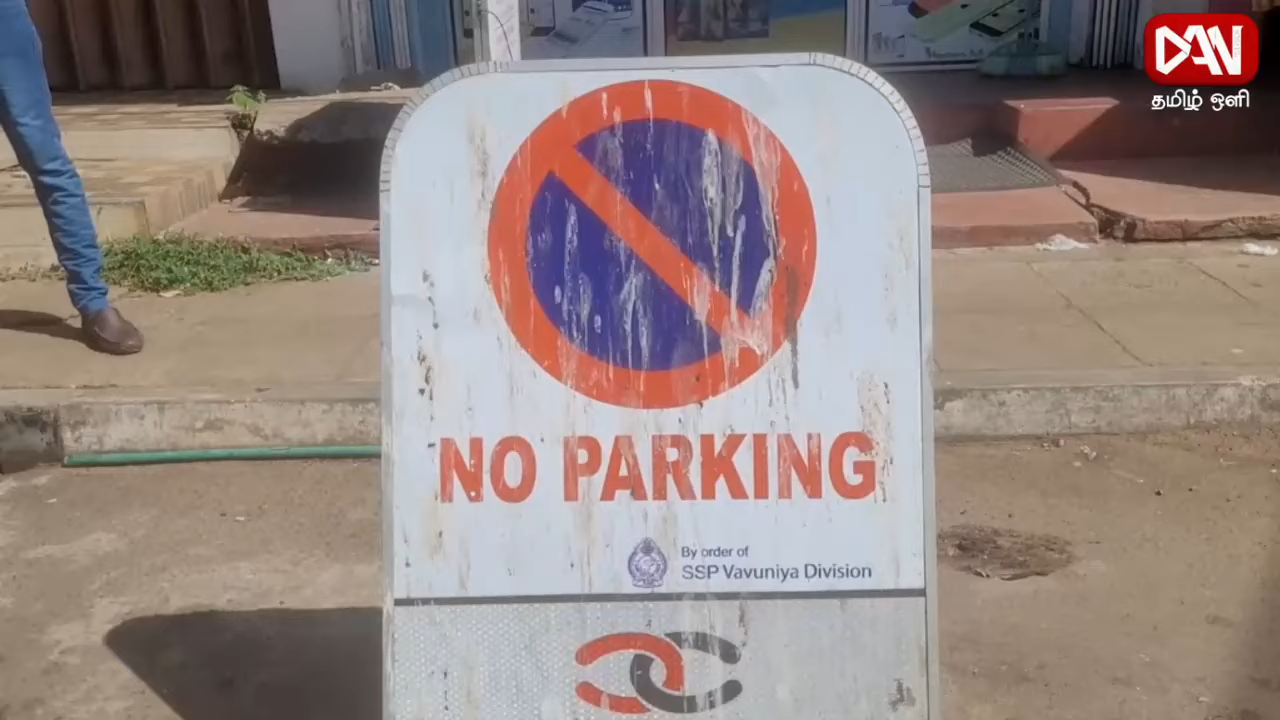 DAN
தமிழ் ஒளி
NO PARKING
By order of
SSP Vavuniya Division